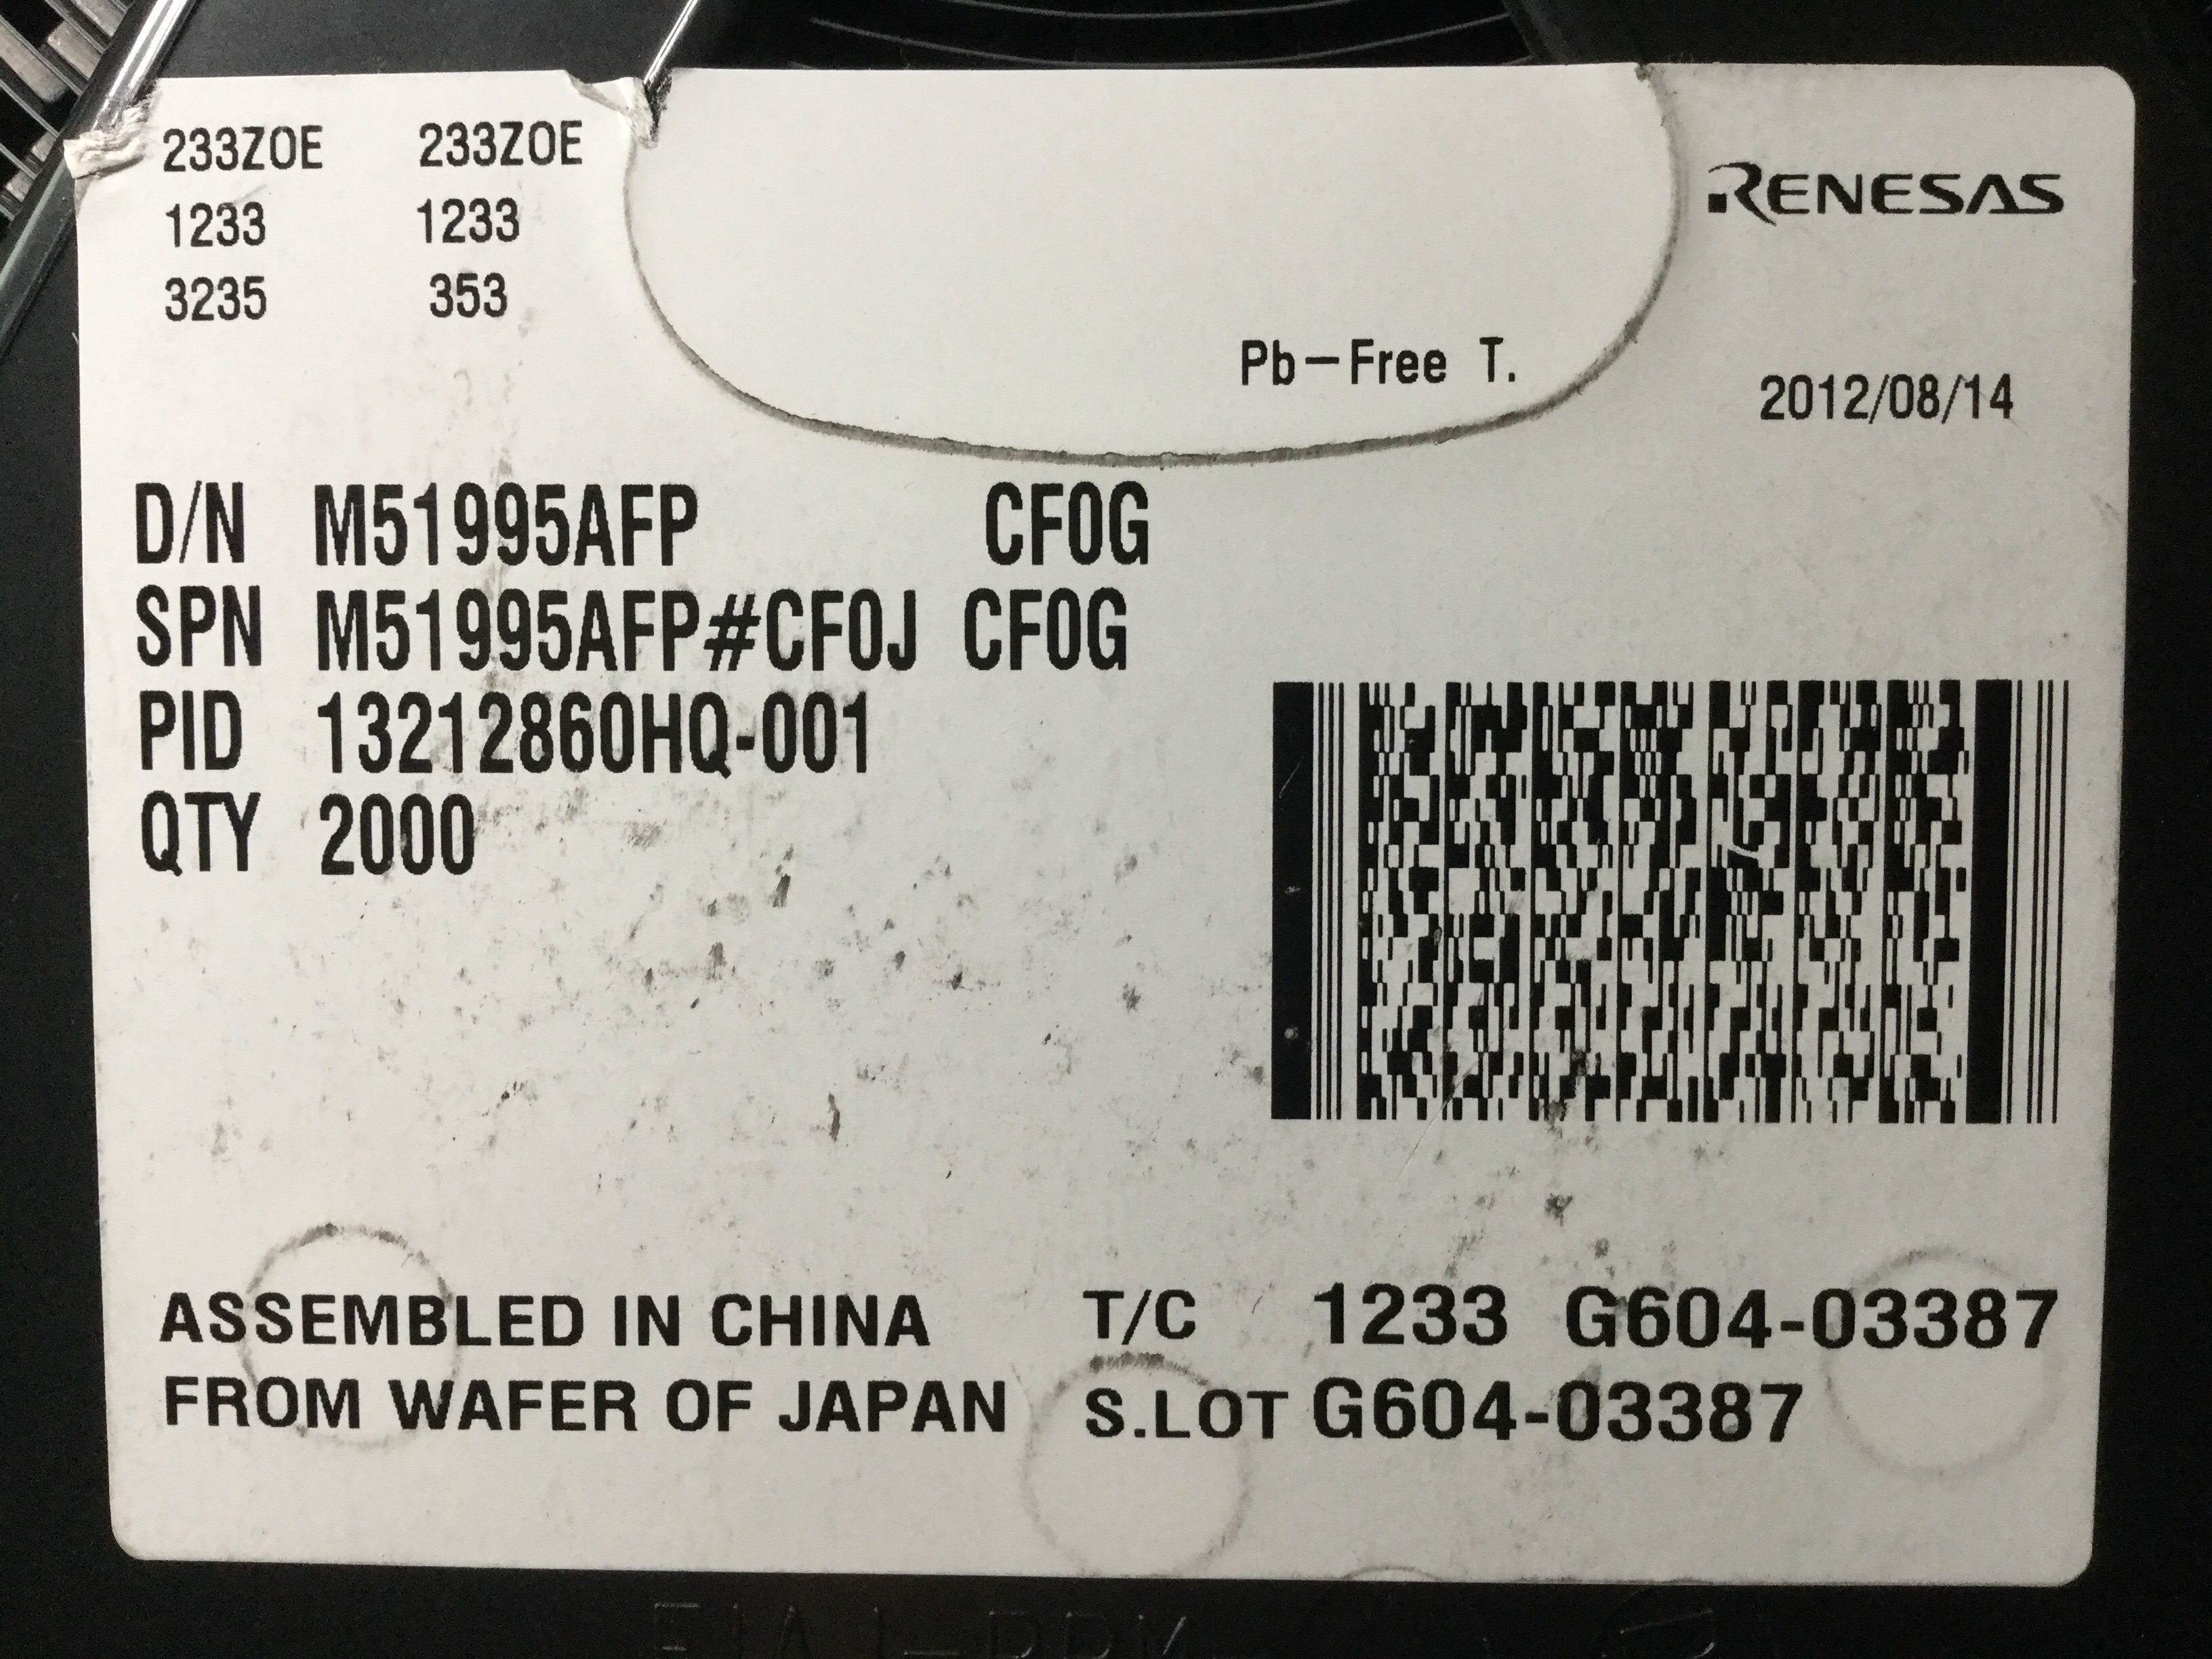 233ZOE 233ZOE
1233 1233
3235 353
RENESAS
Pb-Free T.
2012/08/14
D/N M51995AFP CF0G
SPN M51995AFP#CF0J CF0G
PID 13212860HQ-001
QTY 2000
ASSEMBLED IN CHINA
FROM WAFER OF JAPAN
T/C 1233 G604-03387
S.LOT G604-03387